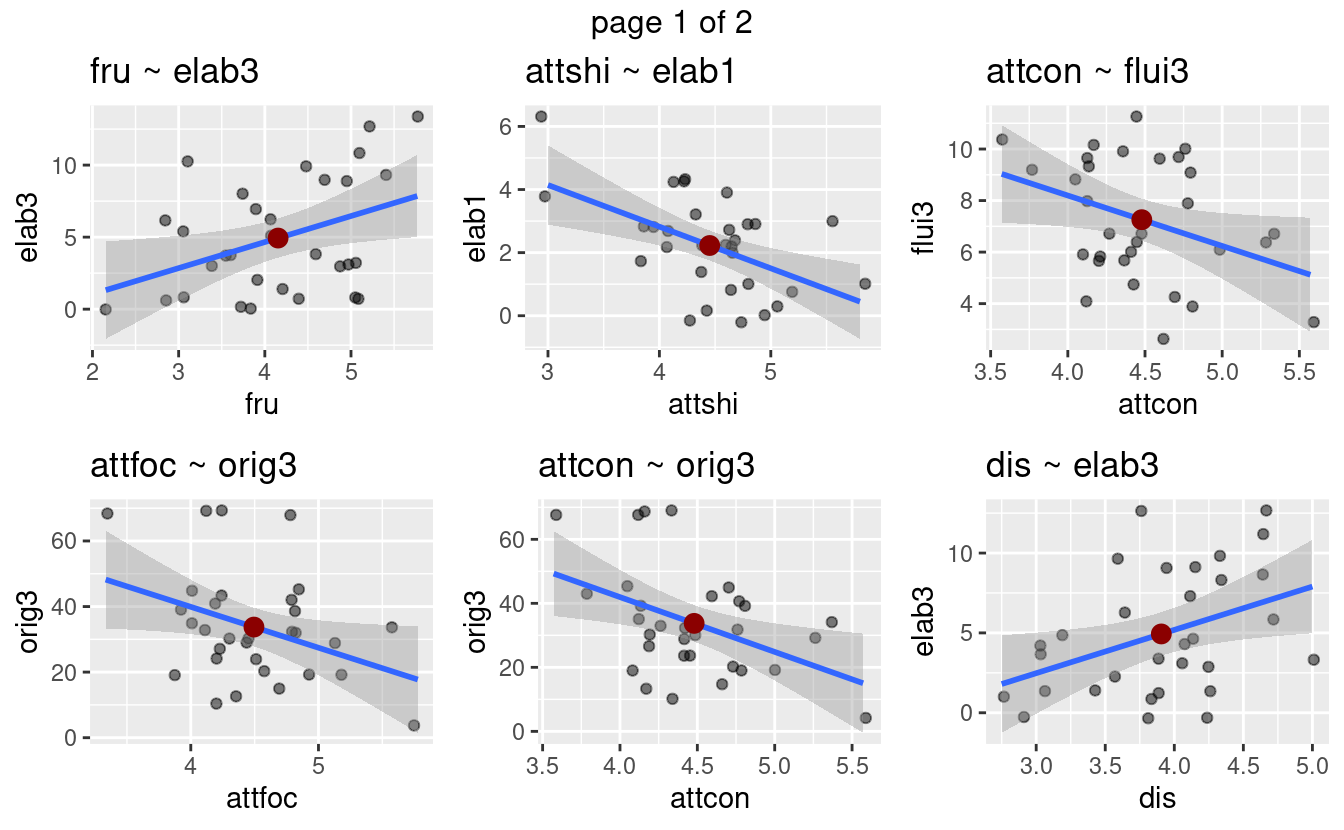 page 1 of 2
fru ~ elab3
elab3
0
5
10
2 3 4 5
fru
attshi ~ elab1
elab1
0
2
4
6
3 4 5
attshi
attcon ~ flui3
flui3
4
6
8
10
3.5 4.0 4.5 5.0 5.5
attcon
attfoc ~ orig3
orig3
0
20
40
60
4 5
attfoc
attcon ~ orig3
orig3
0
20
40
60
3.5 4.0 4.5 5.0 5.5
attcon
dis ~ elab3
elab3
0
5
10
3.0 3.5 4.0 4.5 5.0
dis